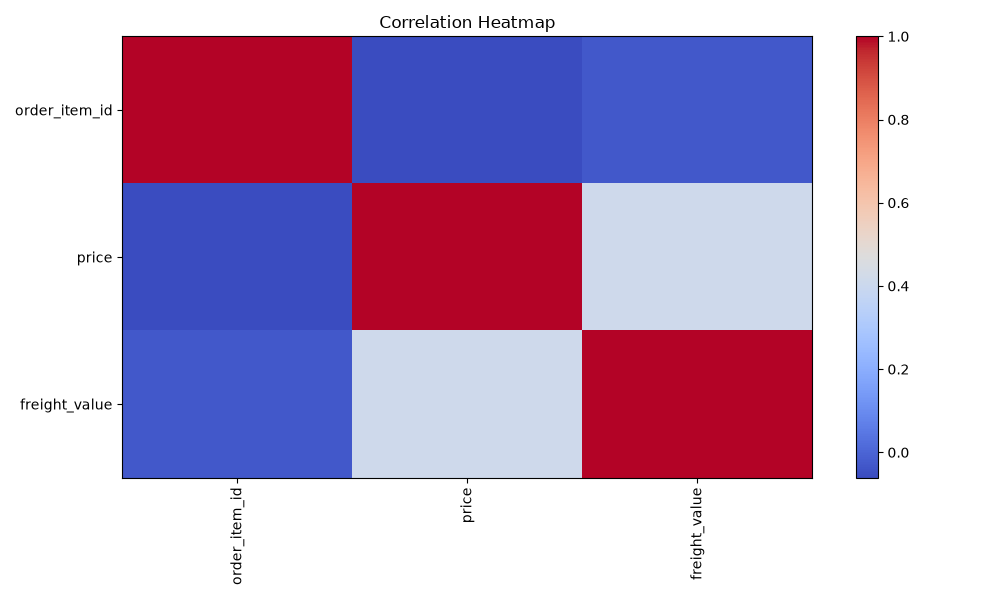 Correlation Heatmap
order_item_id
price
freight_value
order_item_id
price
freight_value
1.0
0.8
0.6
0.4
0.2
0.0